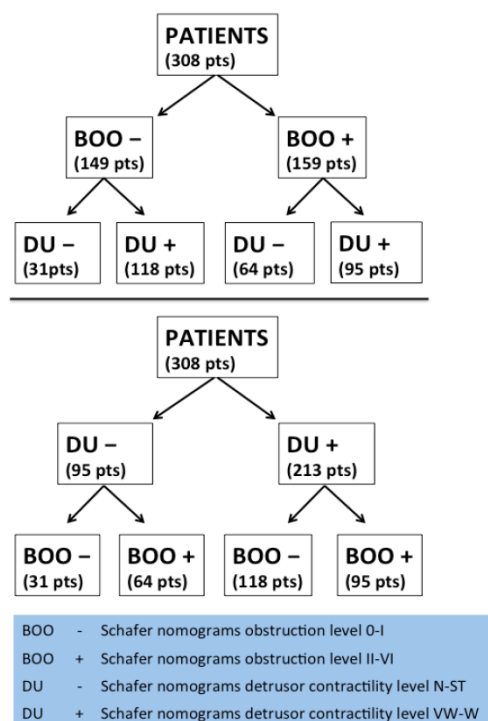 PATIENTS
(308 pts)
BOO – BOO +
(149 pts) (159 pts)
DU – DU + DU – DU +
(31pts) (118 pts) (64 pts) (95 pts)
PATIENTS
(308 pts)
DU – DU +
(95 pts) (213 pts)
BOO – BOO + BOO – BOO +
(31 pts) (64 pts) (118 pts) (95 pts)
BOO - Schafer nomograms obstruction level 0-I
BOO + Schafer nomograms obstruction level II-VI
DU - Schafer nomograms detrusor contractility level N-ST
DU + Schafer nomograms detrusor contractility level VW-W